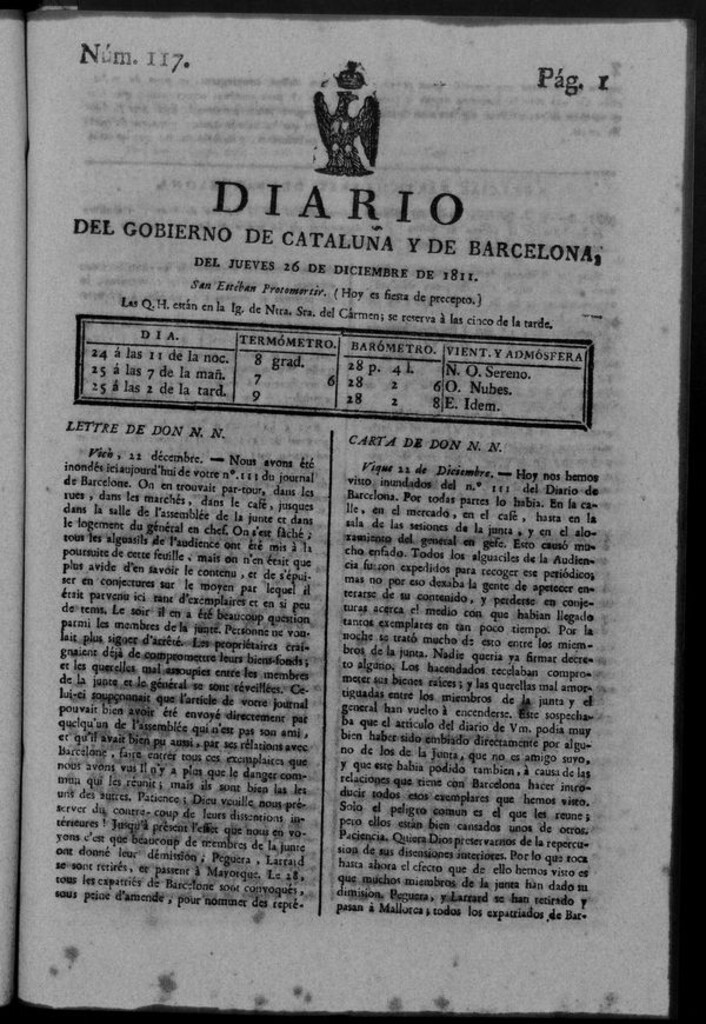 Núm. 117.
Pág. 1
DIARIO
DEL GOBIERNO DE CATALUÑA Y DE BARCELONA,
DEL JUEVES 26 DE DICIEMBRE DE 1811.
San Estéban Protomartir. (Hoy es fiesta de precepto.)
Las Q. H. están en la Ig. de Ntra. Sra. del Cármen; se reserva á las cinco de la tarde.
DIA. TERMÓMETRO. BARÓMETRO. VIENT. Y ADMÓSFERA
24 á las 11 de la noc. 8 grad. 28 p. 4 l. N. O. Sereno.
25 á las 7 de la mañ. 7 6 28 2 6 O. Nubes.
25 á las 2 de la tard. 9 28 2 8 E. Idem.
LETTRE DE DON N. N.
Vich, 22 décembre. — Nous avons été
inondés ici aujourd'hui de votre nº. 111 du journal
de Barcelone. On en trouvait par-tour, dans les
rues, dans les marchés, dans le café, jusques
dans la salle de l'assemblée de la junte et dans
le logement du général en chef. On s'est fâché;
tous les alguasils de l'audience ont été mis à la
poursuite de cette feuille, mais on n'en était que
plus avide d'en savoir le contenu, et de s'épui-
ser en conjectures sur le moyen par lequel il
était parvenu ici tant d'exemplaires et en si peu
de tems. Le soir il en a été beaucoup question
parmi les membres de la junte. Personne ne vou-
lait plus signer d'arrêté. Les propriétaires crai-
gnaient déjà de compromettre leurs biens-fonds;
et les querelles mal assoupies entre les membres
de la junte et le général se sont réveillées. Ce-
lui-ci soupçonnait que l'article de votre journal
pouvait bien avoir été envoyé directement par
quelqu'un de l'assemblée qui n'est pas son ami,
et qu'il avait bien pu aussi, par ses rélations avec
Barcelone, faire entrer tous ces exemplaires que
nous avons vus Il n'y a plus que le danger com-
mun qui les réunit; mais ils sont bien las les
uns des autres. Patience; Dieu veuille nous pré-
server du contre-coup de leurs dissentions in-
térieures! Jusqu'à présent l'effet que nous en vo-
yons c'est que beaucoup de membres de la junte
ont donné leur démission; Peguera, Larrard
se sont retirés, et passent à Mayorque. Le 28,
tous les expatriés de Barcelone sont convoqués,
sous peine d'amende, pour nommer des repré-
CARTA DE DON N. N.
Vique 22 de Diciembre. — Hoy nos hemos
visto inundados del n.º 111 del Diario de
Barcelona. Por todas partes lo habia. En la ca-
lle, en el mercado, en el café, hasta en la
sala de las sesiones de la junta, y en el alo-
xamiento del general en gefe. Esto causó mu-
cho enfado. Todos los alguaciles de la Audien-
cia fueron expedidos para recoger ese periódico;
mas no por eso dexaba la gente de apetecer en-
terarse de su contenido, y perderse en conje-
turas acerca el medio con que habian llegado
tantos exemplares en tan poco tiempo. Por la
noche se trató mucho de esto entre los miem-
bros de la junta. Nadie queria ya firmar decre-
to alguno. Los hacendados recelaban compro-
meter sus bienes raices; y las querellas mal amor-
tiguadas entre los miembros de la junta y el
general han vuelto á encenderse. Este sospecha-
ba que el articulo del diario de Vm. podia muy
bien haber sido embiado directamente por algu-
no de los de la Junta, que no es amigo suyo,
y que este habia podido tambien, à causa de las
relaciones que tiene con Barcelona hacer intro-
ducir todos esos exemplares que hemos visto.
Solo el peligro comun es el que les reune;
pero ellos están bien cansados unos de otros.
Paciencia. Quiera Dios preservarnos de la repercu-
sion de sus disensiones interiores. Por lo que toca
hasta ahora el efecto que de ello hemos visto es
que muchos miembros de la junta han dado su
dimision. Peguera, y Larrard se han retirado y
pasan á Mallorca; todos los expatriados de Bar-